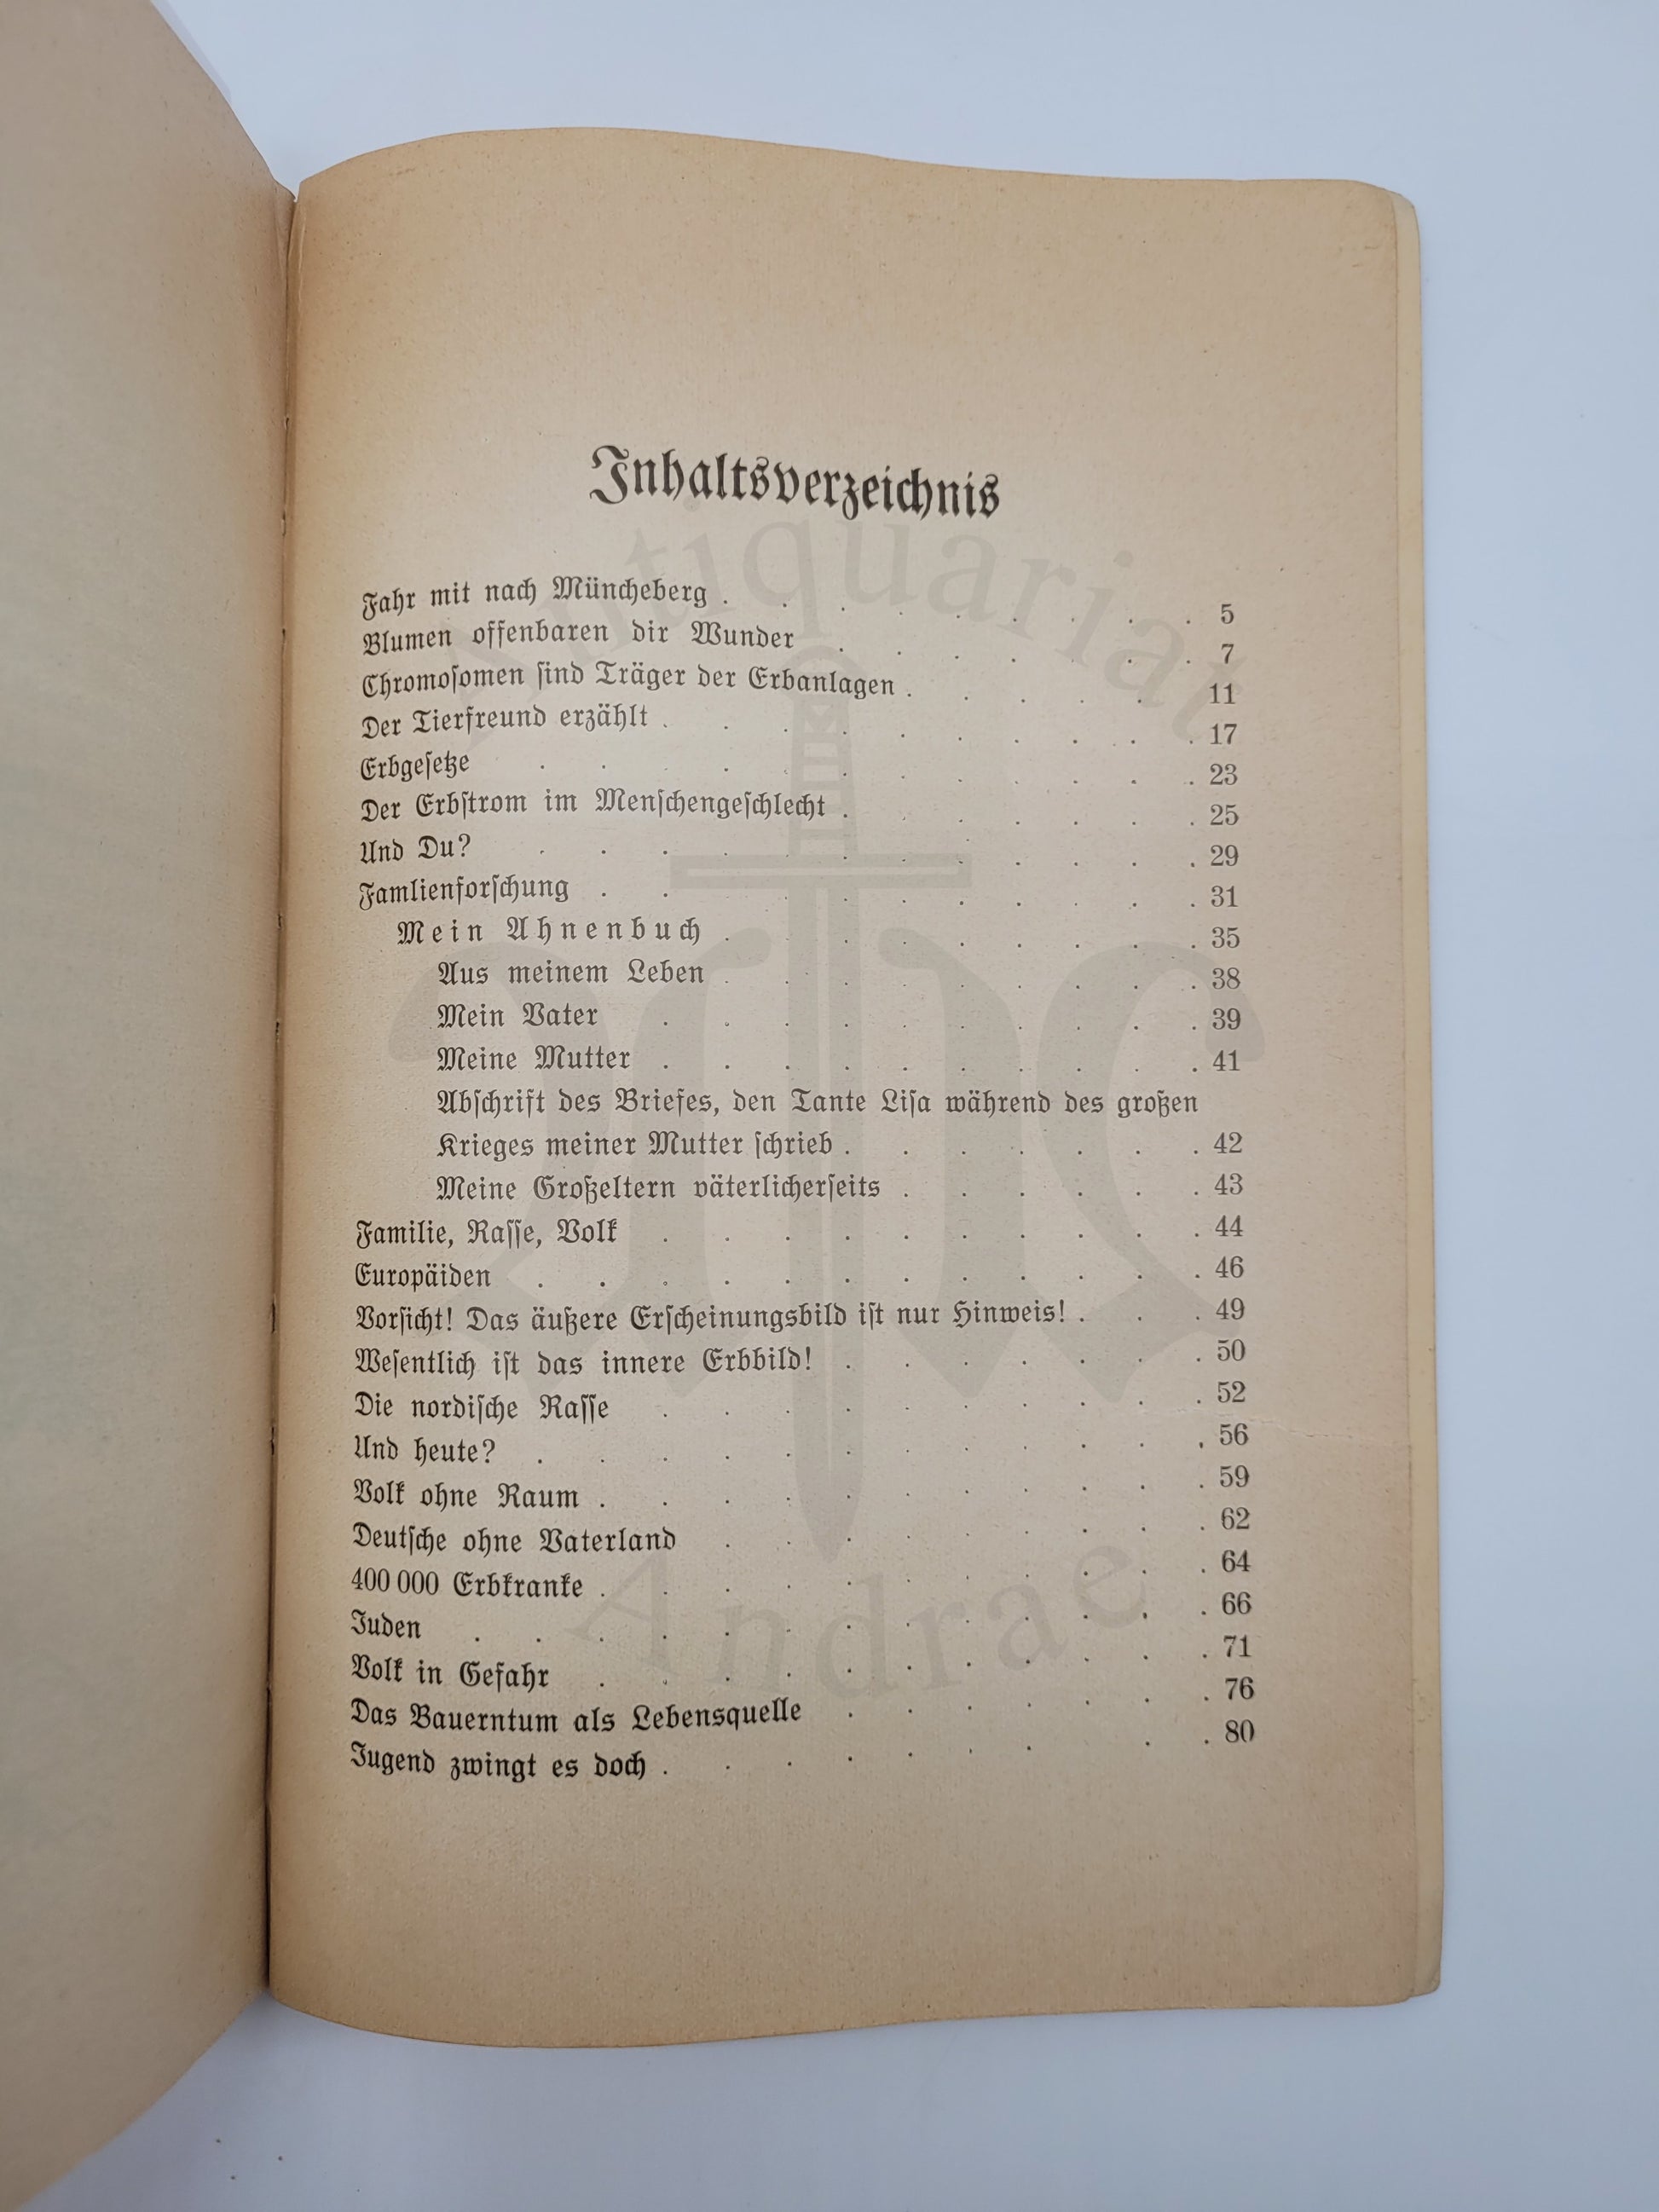 Inhaltsverzeichnis
Fahr mit nach Müncheberg . . . . . . . . . 5
Blumen offenbaren dir Wunder . . . . . . . 7
Chromosomen sind Träger der Erbanlagen . . . . . 11
Der Tierfreund erzählt . . . . . . . . . . 17
Erbgesetze . . . . . . . . . . . 23
Der Erbstrom im Menschengeschlecht . . . . . . 25
Und Du? . . . . . . . . . . . . 29
Famlienforschung . . . . . . . . . . 31
Mein Ahnenbuch . . . . . . . . 35
Aus meinem Leben . . . . . . . . . 38
Mein Vater . . . . . . . . . . 39
Meine Mutter . . . . . . . . . . 41
Abschrift des Briefes, den Tante Lisa während des großen
Krieges meiner Mutter schrieb . . . . . . . 42
Meine Großeltern väterlicherseits . . . . . . 43
Familie, Rasse, Volk . . . . . . . . . . 44
Europäiden . . . . . . . . . . . . 46
Vorsicht! Das äußere Erscheinungsbild ist nur Hinweis! . . . 49
Wesentlich ist das innere Erbbild! . . . . . . . 50
Die nordische Rasse . . . . . . . . . . 52
Und heute? . . . . . . . . . . . . 56
Volk ohne Raum . . . . . . . . . . . 59
Deutsche ohne Vaterland . . . . . . . . . 62
400 000 Erbkranke . . . . . . . . . . . 64
Juden . . . . . . . . . . . . . 66
Volk in Gefahr . . . . . . . . . . . 71
Das Bauerntum als Lebensquelle . . . . . . . 76
Jugend zwingt es doch . . . . . . . . . 80
Antiquariat
Andrae